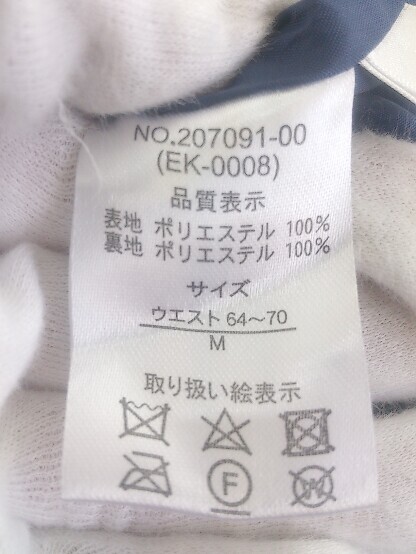 NO.207091-00
(EK-0008)
品質表示
表地 ポリエステル 100%
裏地 ポリエステル 100%
サイズ
ウエスト 64〜70
M
取り扱い絵表示
F
W